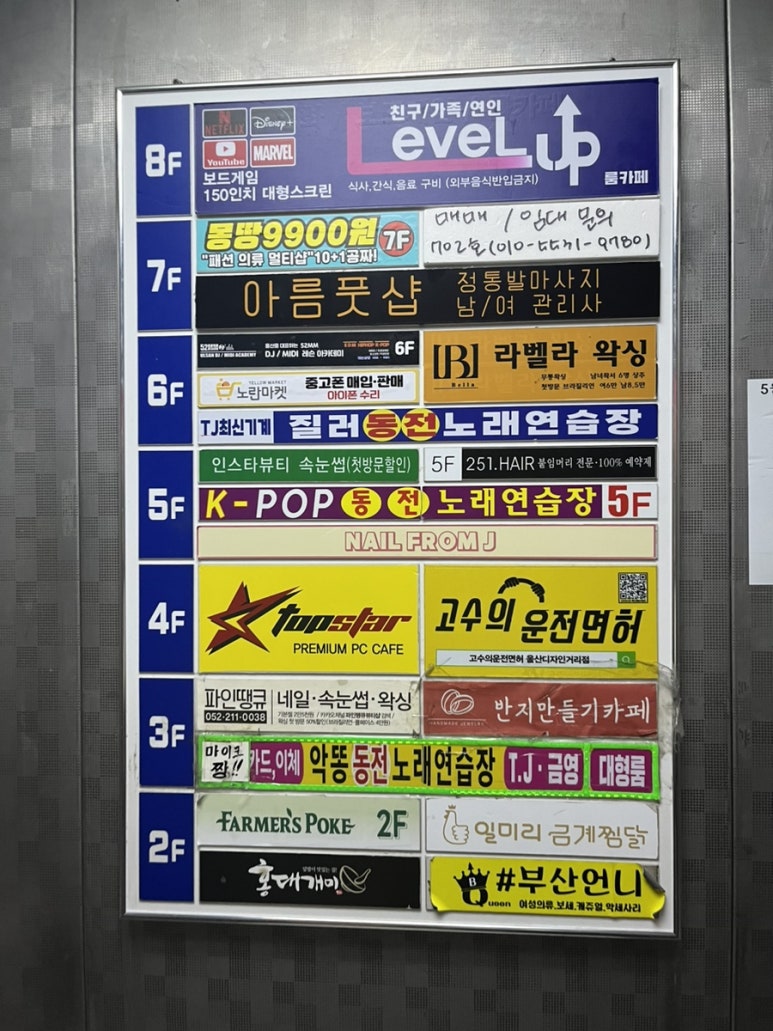 8F
NETFLIX
Disney+
YouTube
MARVEL
보드게임
150인치 대형스크린
친구/가족/연인
LeveL up
룸카페
식사,간식,음료 구비 (외부음식반입금지)
7F
몽땅9900원
7F
"패션 의류 멀티샵"10+1공짜!
매매 / 임대 문의
702호(010-5571-9780)
아름풋샵
정통발마사지
남/여 관리사
6F
DJ / MIDI 레슨 아카데미
6F
YELLOW MARKET
노란마켓
중고폰 매입·판매
아이폰 수리
B
Bella
라벨라 왁싱
TJ최신기계
질러동전노래연습장
5F
인스타뷰티 속눈썹(첫방문할인)
5F
251.HAIR 붙임머리 전문·100% 예약제
K-POP 동전노래연습장 5F
NAIL FROM J
4F
topstar
PREMIUM PC CAFE
고수의 운전면허
고수의운전면허 울산디자인거리점
3F
파인땡큐
052-211-0038
네일·속눈썹·왁싱
반지만들기카페
마이크
짱!!
카드,이체
악똥동전노래연습장
T.J·금영
대형룸
2F
FARMER'S POKE 2F
일미리 금계찜닭
홍대개미
B
Queen
#부산언니
여성의류.보세.캐쥬얼.악세사리